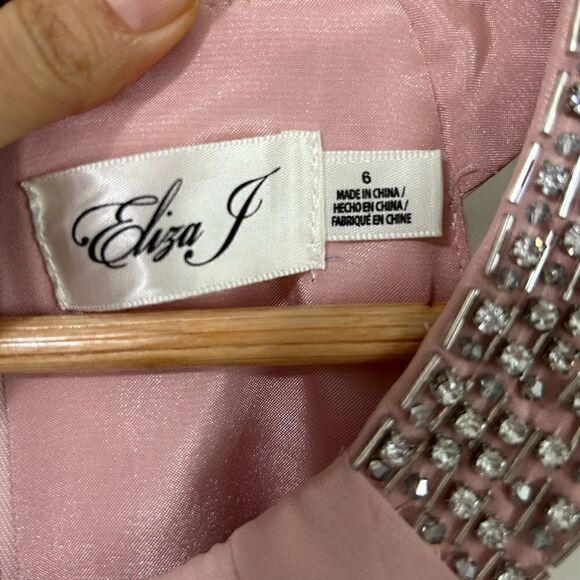 Eliza J
6
MADE IN CHINA /
HECHO EN CHINA /
FABRIQUÉ EN CHINE